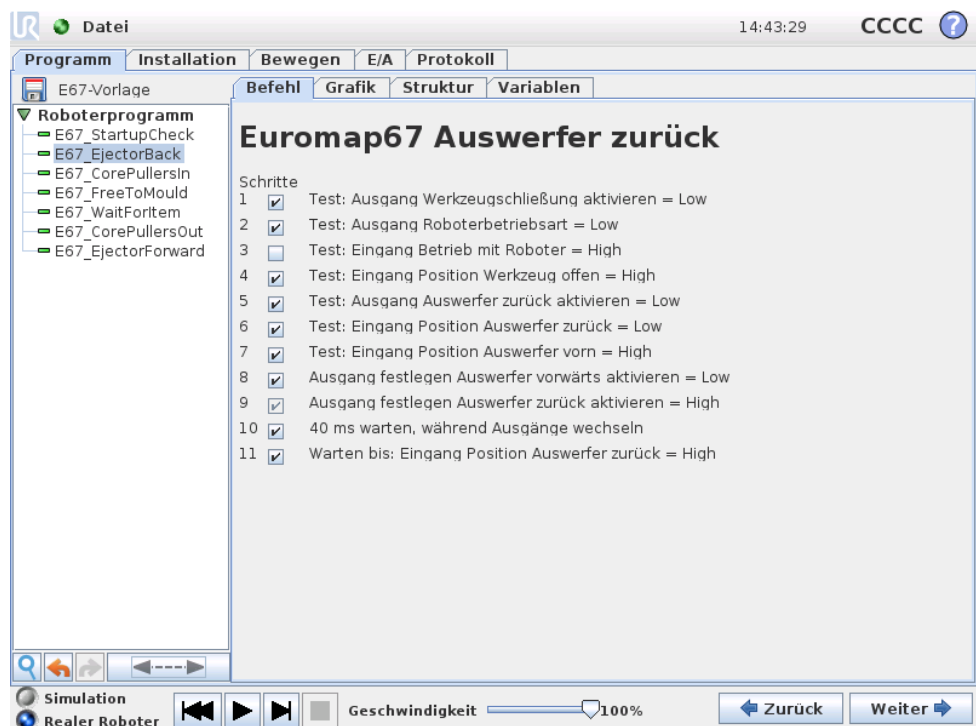 UR Datei 14:43:29 CCCC ?
Programm Installation Bewegen E/A Protokoll
E67-Vorlage
Befehl Grafik Struktur Variablen
Roboterprogramm
E67_StartupCheck
E67_EjectorBack
E67_CorePullersIn
E67_FreeToMould
E67_WaitForItem
E67_CorePullersOut
E67_EjectorForward
Euromap67 Auswerfer zurück
Schritte
1 Test: Ausgang Werkzeugschließung aktivieren = Low
2 Test: Ausgang Roboterbetriebsart = Low
3 Test: Eingang Betrieb mit Roboter = High
4 Test: Eingang Position Werkzeug offen = High
5 Test: Ausgang Auswerfer zurück aktivieren = Low
6 Test: Eingang Position Auswerfer zurück = Low
7 Test: Eingang Position Auswerfer vorn = High
8 Ausgang festlegen Auswerfer vorwärts aktivieren = Low
9 Ausgang festlegen Auswerfer zurück aktivieren = High
10 40 ms warten, während Ausgänge wechseln
11 Warten bis: Eingang Position Auswerfer zurück = High
Simulation
Realer Roboter
Geschwindigkeit 100%
Zurück Weiter